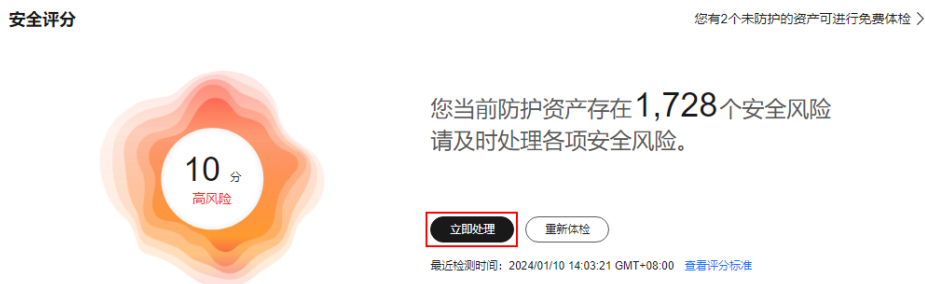 安全评分
您有2个未防护的资产可进行免费体检 >
10 分
高风险
您当前防护资产存在1,728个安全风险
请及时处理各项安全风险。
立即处理
重新体检
最近检测时间：2024/01/10 14:03:21 GMT+08:00 查看评分标准